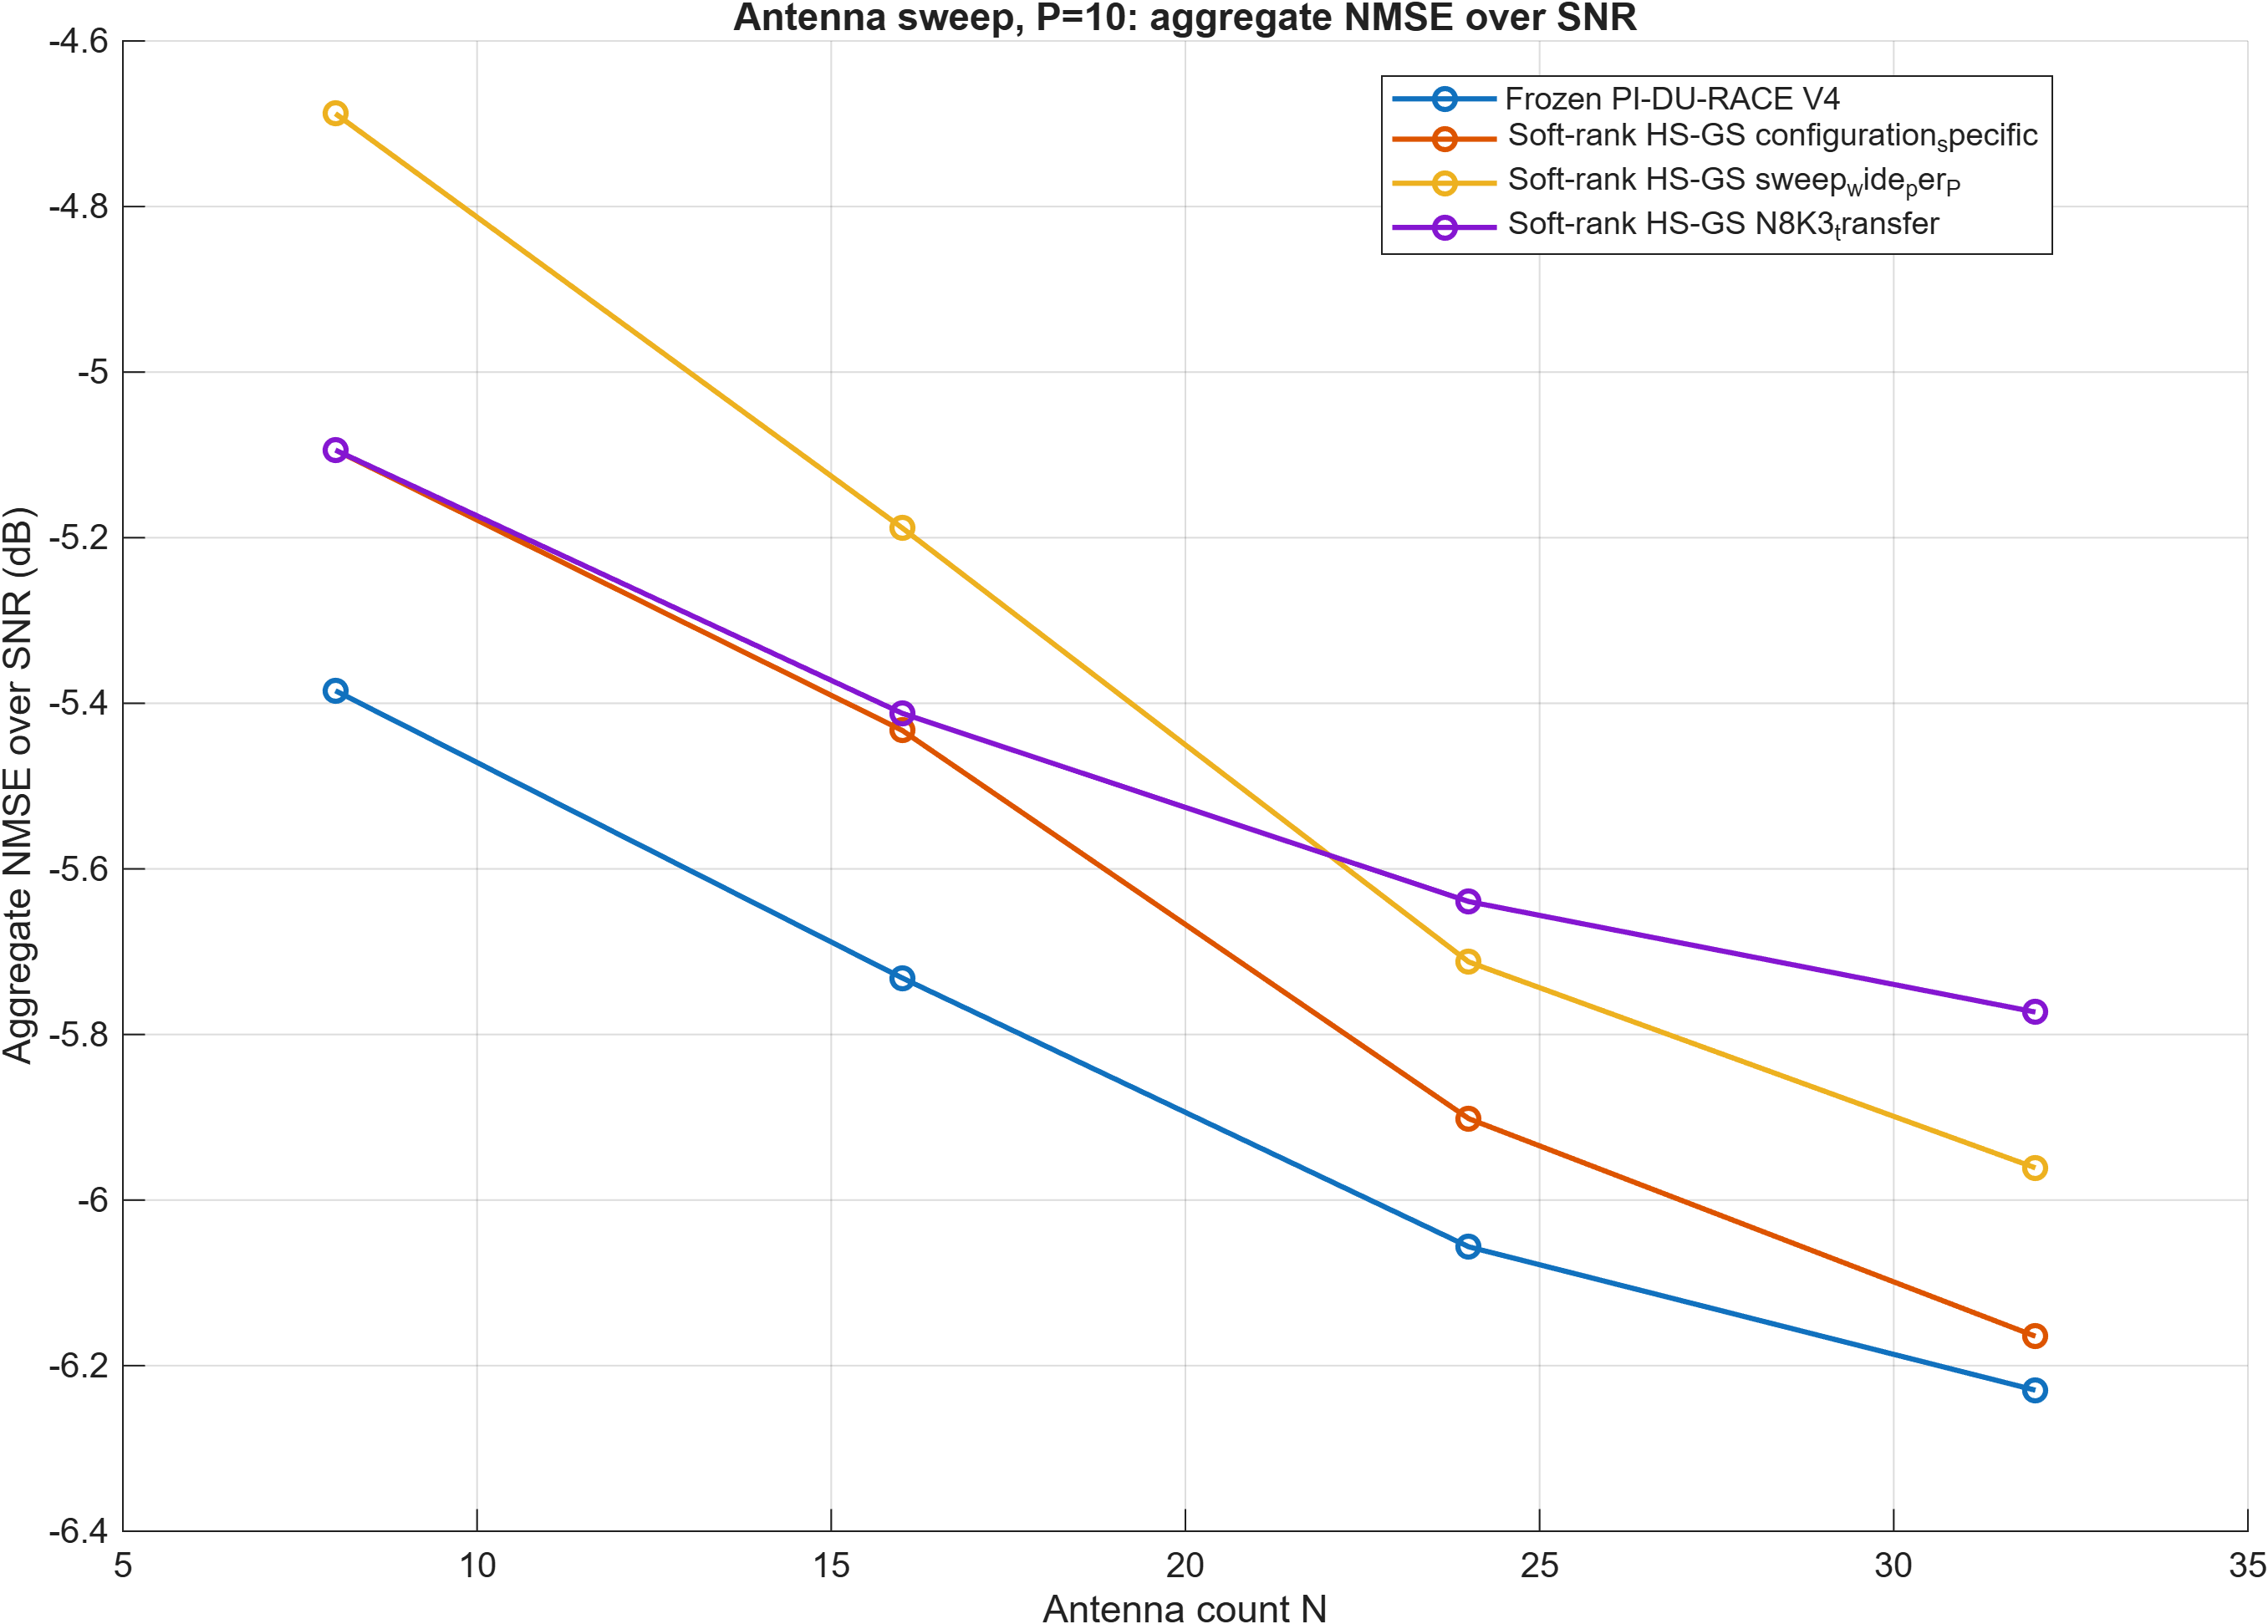 Antenna sweep, P=10: aggregate NMSE over SNR
-4.6
-4.8
-5
-5.2
-5.4
-5.6
-5.8
-6
-6.2
-6.4
Aggregate NMSE over SNR (dB)
Frozen PI-DU-RACE V4
Soft-rank HS-GS configurationspecific
Soft-rank HS-GS sweepwideperP
Soft-rank HS-GS N8K3transfer
5 10 15 20 25 30 35
Antenna count N